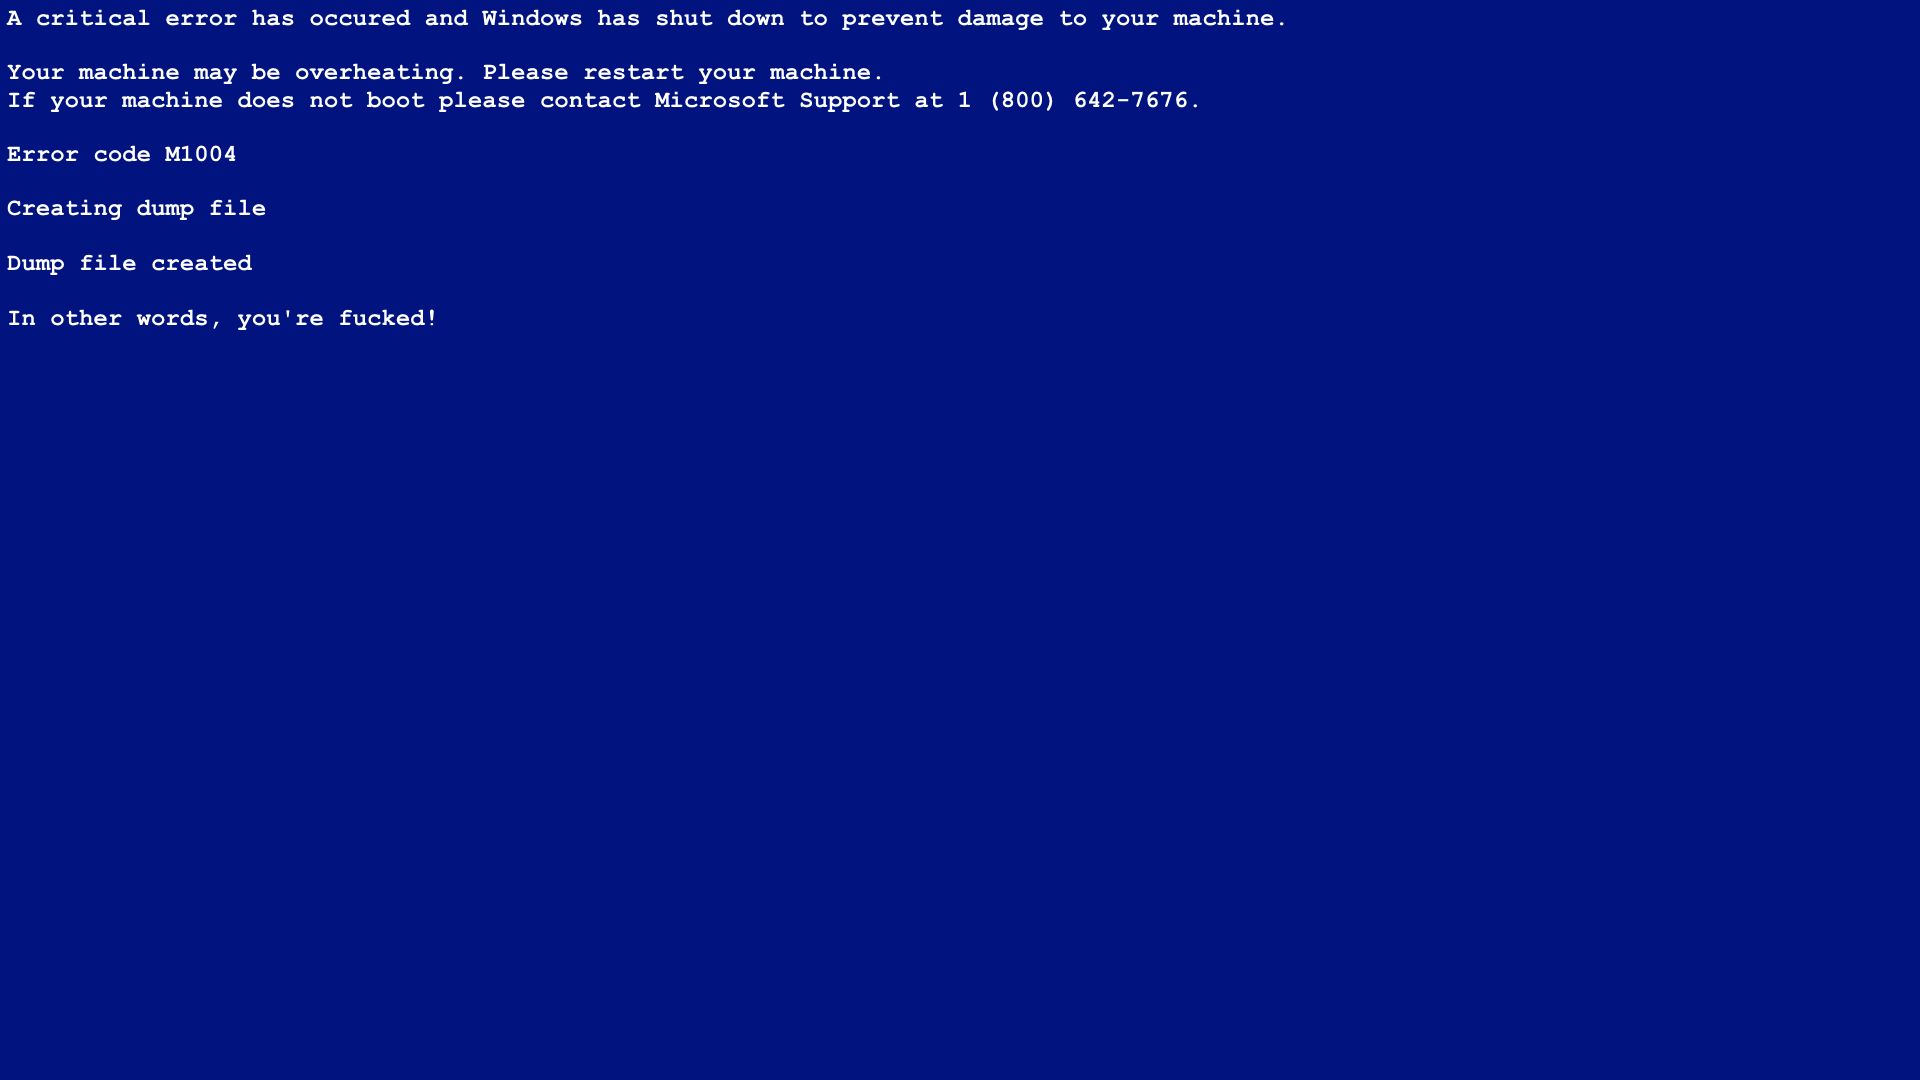 A critical error has occured and Windows has shut down to prevent damage to your machine.
Your machine may be overheating. Please restart your machine.
If your machine does not boot please contact Microsoft Support at 1 (800) 642-7676.
Error code M1004
Creating dump file
Dump file created
In other words, you're fucked!